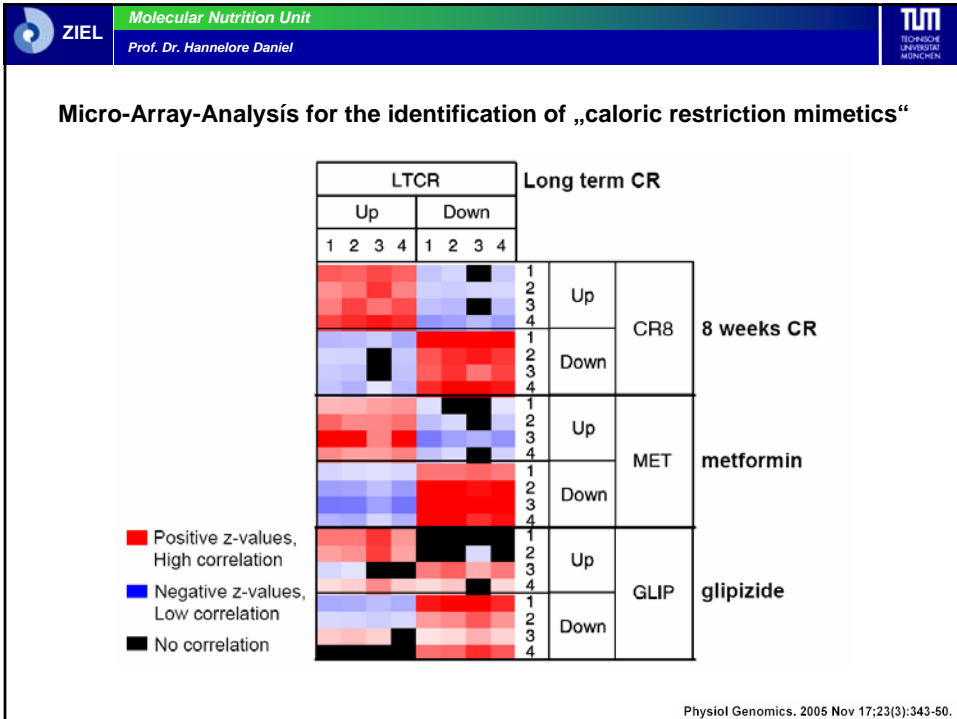 ZIEL
Molecular Nutrition Unit
Prof. Dr. Hannelore Daniel
TUM
TECHNISCHE
UNIVERSITÄT
MÜNCHEN
Micro-Array-Analysís for the identification of „caloric restriction mimetics“
LTCR Long term CR
Up Down
1 2 3 4 1 2 3 4
1
2
3
4
Up
1
2
3
4
Down
CR8 8 weeks CR
1
2
3
4
Up
1
2
3
4
Down
MET metformin
1
2
3
4
Up
1
2
3
4
Down
GLIP glipizide
Positive z-values,
High correlation
Negative z-values,
Low correlation
No correlation
Physiol Genomics. 2005 Nov 17;23(3):343-50.